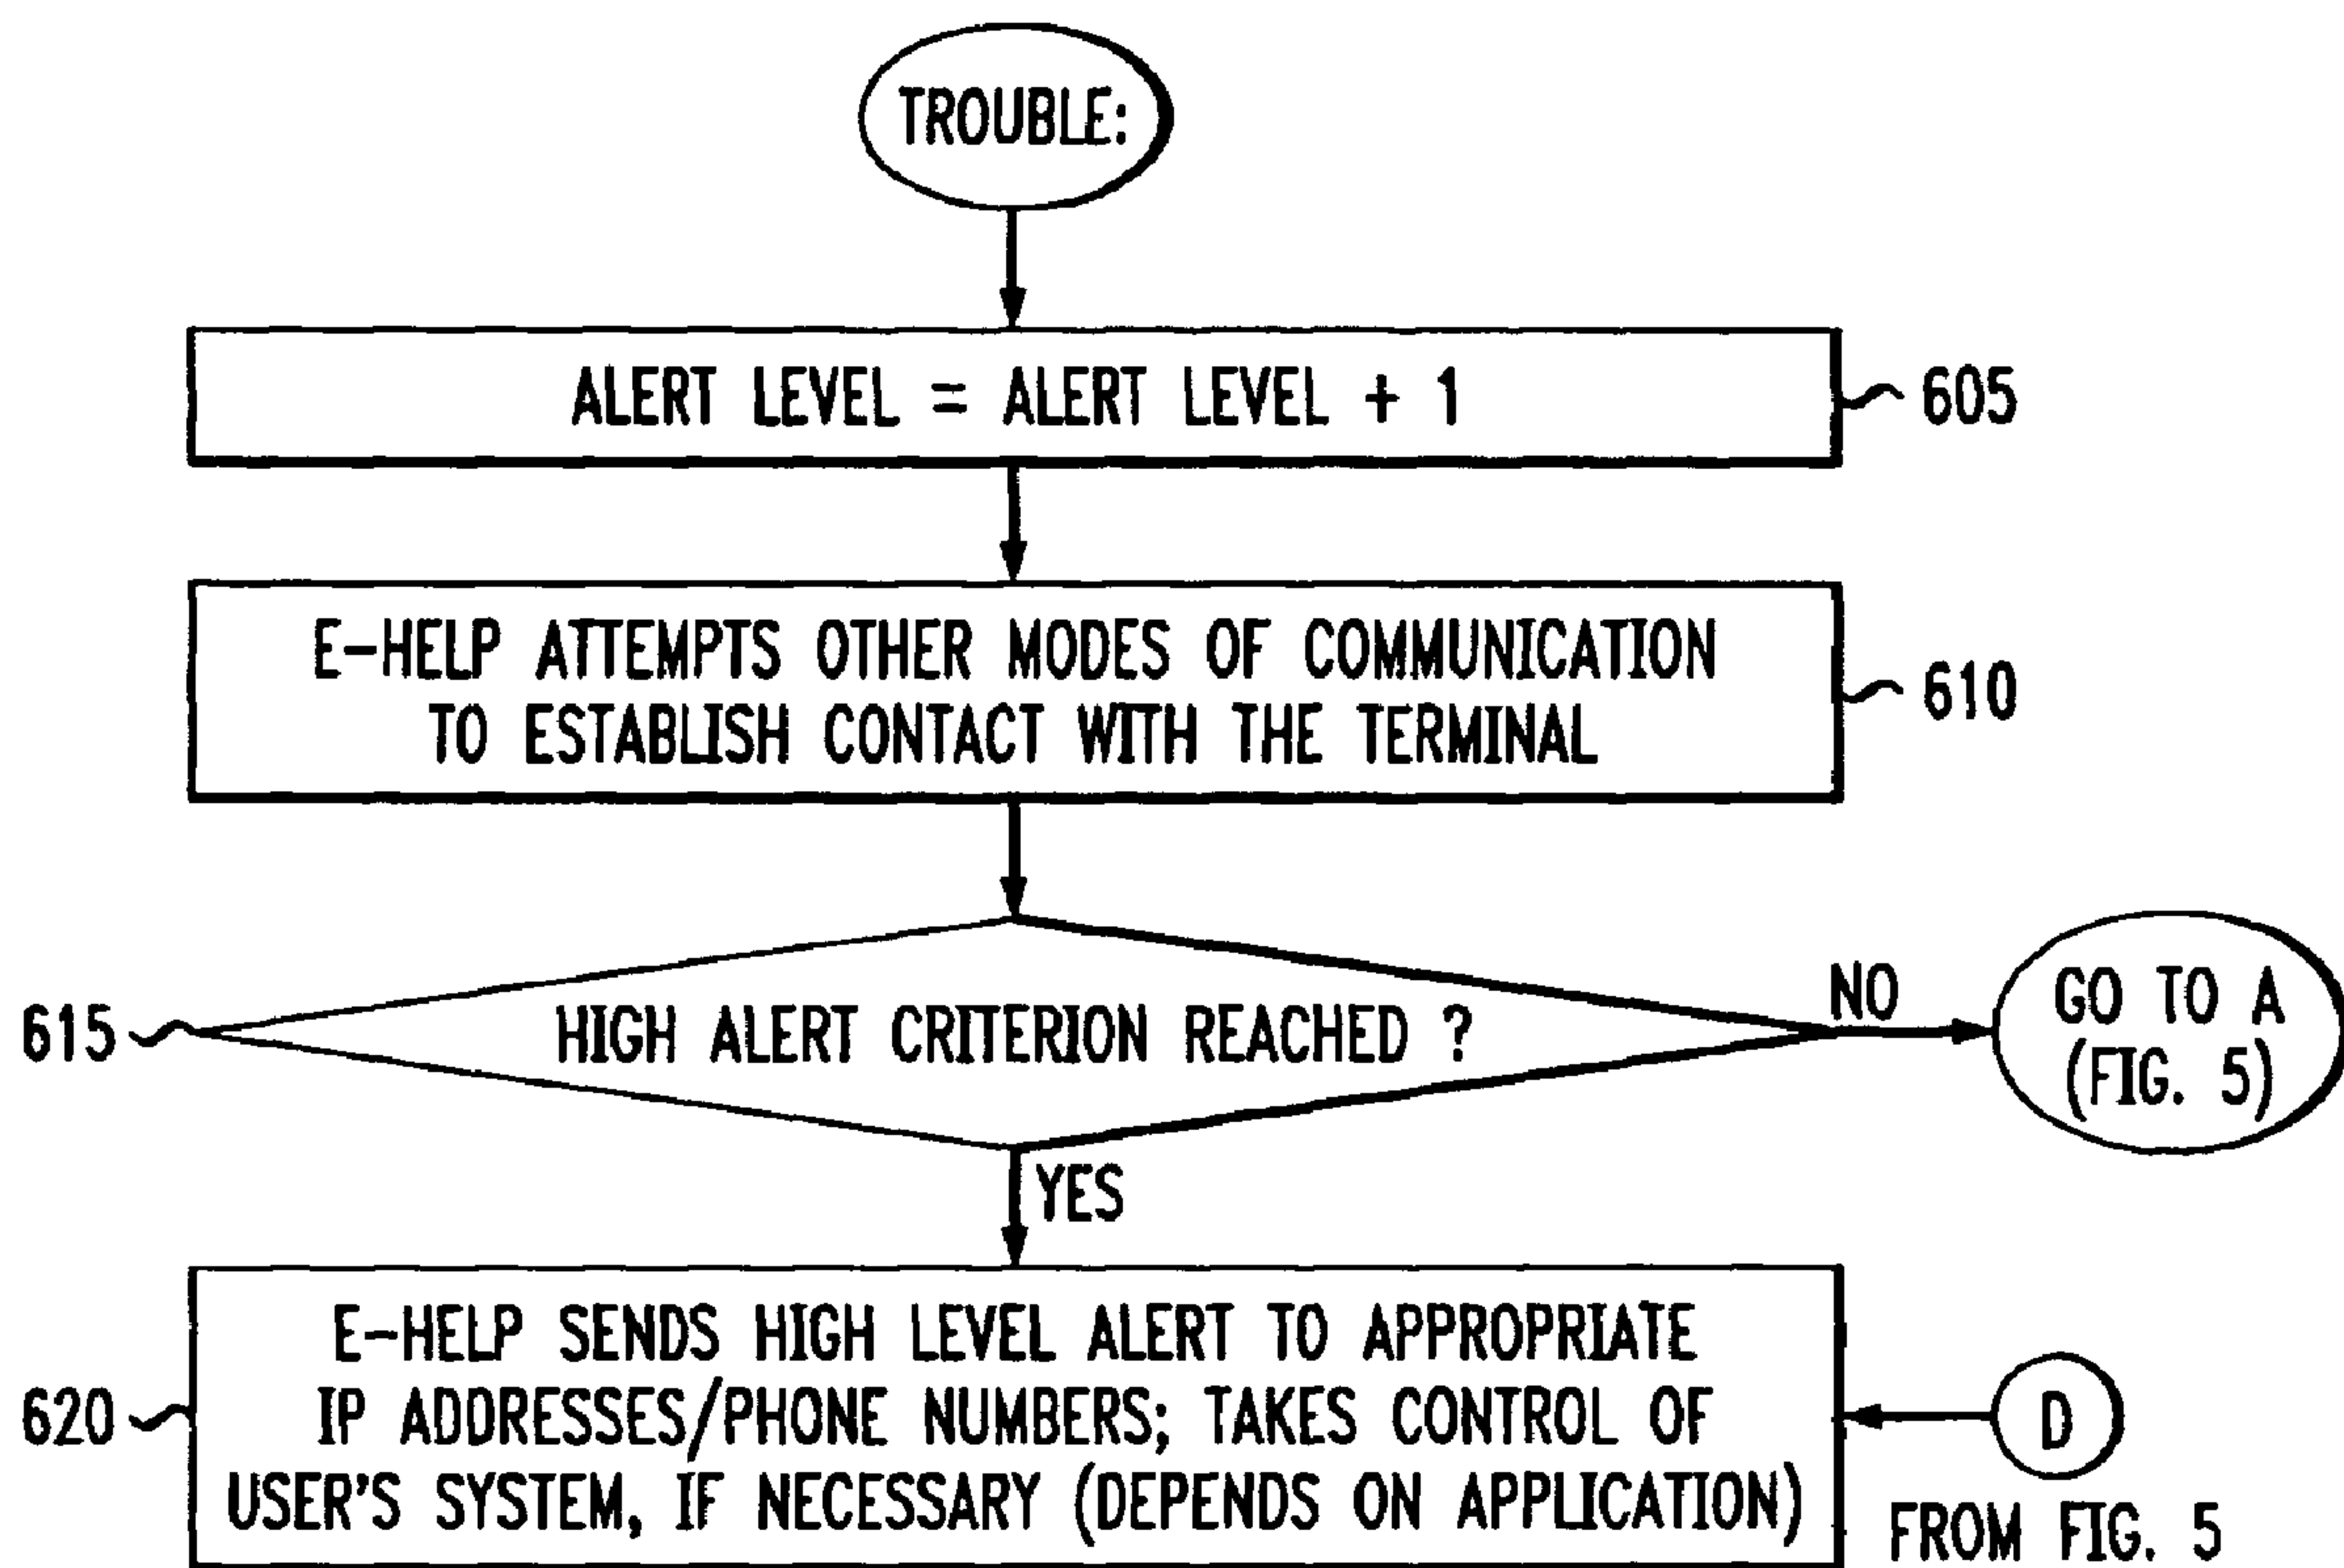 TROUBLE:
ALERT LEVEL = ALERT LEVEL + 1
605
E-HELP ATTEMPTS OTHER MODES OF COMMUNICATION
TO ESTABLISH CONTACT WITH THE TERMINAL
610
615
HIGH ALERT CRITERION REACHED ?
NO
GO TO A
(FIG. 5)
YES
620
E-HELP SENDS HIGH LEVEL ALERT TO APPROPRIATE
IP ADDRESSES/PHONE NUMBERS; TAKES CONTROL OF
USER'S SYSTEM, IF NECESSARY (DEPENDS ON APPLICATION)
D
FROM FIG. 5